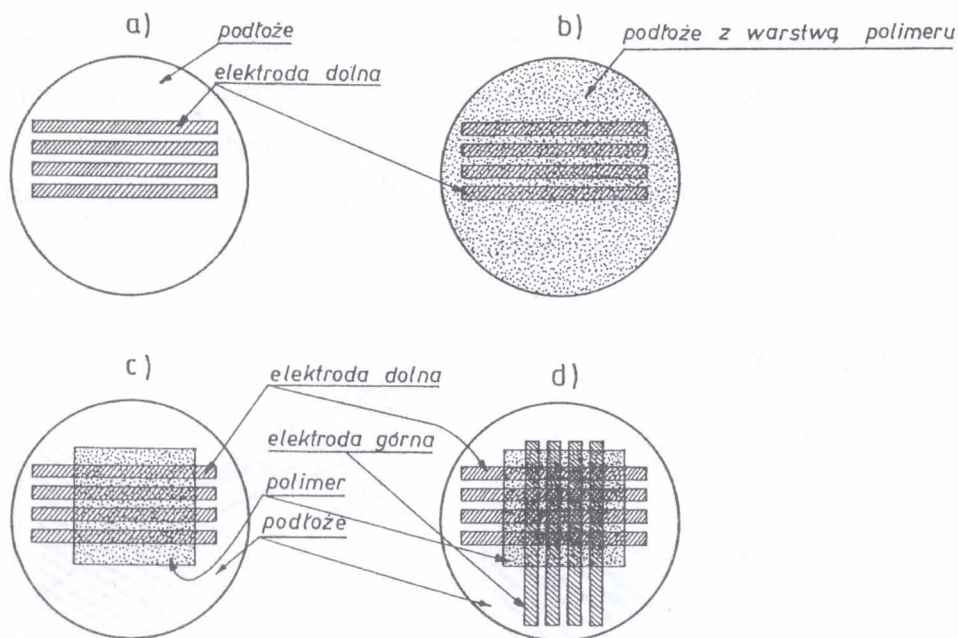 a)
podłoże
elektroda dolna
b)
podłoże z warstwą polimeru
c)
elektroda dolna
elektroda górna
polimer
podłoże
d)